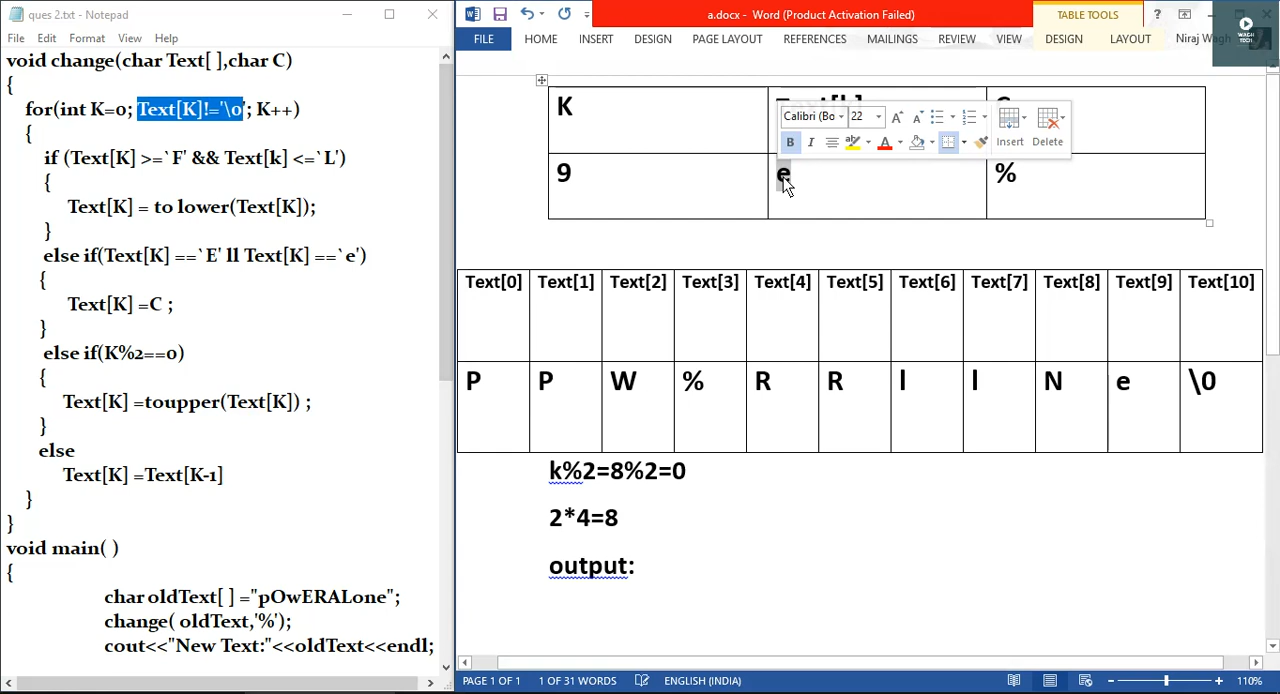 ques 2.txt - Notepad
File Edit Format View Help
void change(char Text[ ],char C)
{
for(int K=0; Text[K]!='\0'; K++)
{
if (Text[K] >=`F' && Text[k] <=`L')
{
Text[K] = to lower(Text[K]);
}
else if(Text[K] ==`E' ll Text[K] ==`e')
{
Text[K] =C ;
}
else if(K%2==0)
{
Text[K] =toupper(Text[K]) ;
}
else
Text[K] =Text[K-1]
}
}
void main( )
{
char oldText[ ] ="pOwERALone";
change( oldText,'%');
cout<<"New Text:"<<oldText<<endl;
a.docx - Word (Product Activation Failed)
TABLE TOOLS
FILE HOME INSERT DESIGN PAGE LAYOUT REFERENCES MAILINGS REVIEW VIEW DESIGN LAYOUT Niraj Wagh
WAGH TECH
K
Calibri (Bo 22
B I A Insert Delete
9 e %
Text[0] Text[1] Text[2] Text[3] Text[4] Text[5] Text[6] Text[7] Text[8] Text[9] Text[10]
P P W % R R l l N e \0
k%2=8%2=0
2*4=8
output:
PAGE 1 OF 1 1 OF 31 WORDS ENGLISH (INDIA) 110%